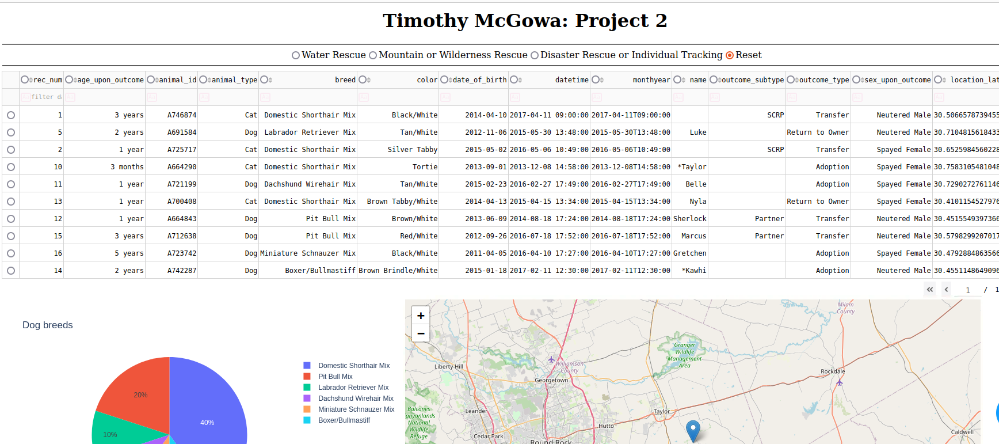 Timothy McGowa: Project 2
Water Rescue Mountain or Wilderness Rescue Disaster Rescue or Individual Tracking Reset
rec_num age_upon_outcome animal_id animal_type breed color date_of_birth datetime monthyear name outcome_subtype outcome_type sex_upon_outcome location_lat
Aa filter da Aa Aa Aa Aa Aa Aa Aa Aa Aa Aa Aa Aa Aa
1 3 years A746874 Cat Domestic Shorthair Mix Black/White 2014-04-10 2017-04-11 09:00:00 2017-04-11T09:00:00 SCRP Transfer Neutered Male 30.5066578739455
5 2 years A691584 Dog Labrador Retriever Mix Tan/White 2012-11-06 2015-05-30 13:48:00 2015-05-30T13:48:00 Luke Return to Owner Neutered Male 30.7104815618433
2 1 year A725717 Cat Domestic Shorthair Mix Silver Tabby 2015-05-02 2016-05-06 10:49:00 2016-05-06T10:49:00 SCRP Transfer Spayed Female 30.6525984560228
10 3 months A664290 Cat Domestic Shorthair Mix Tortie 2013-09-01 2013-12-08 14:58:00 2013-12-08T14:58:00 *Taylor Adoption Spayed Female 30.7583105481048
11 1 year A721199 Dog Dachshund Wirehair Mix Tan/White 2015-02-23 2016-02-27 17:49:00 2016-02-27T17:49:00 Belle Adoption Spayed Female 30.7290272761146
13 1 year A700408 Cat Domestic Shorthair Mix Brown Tabby/White 2014-04-13 2015-04-15 13:34:00 2015-04-15T13:34:00 Nyla Return to Owner Spayed Female 30.4101154527976
12 1 year A664843 Dog Pit Bull Mix Brown/White 2013-06-09 2014-08-18 17:24:00 2014-08-18T17:24:00 Sherlock Partner Transfer Neutered Male 30.4515549397366
15 3 years A712638 Dog Pit Bull Mix Red/White 2012-09-26 2016-07-18 17:52:00 2016-07-18T17:52:00 Marcus Partner Transfer Neutered Male 30.5798299207017
16 5 years A723742 Dog Miniature Schnauzer Mix Black/White 2011-04-05 2016-04-10 17:27:00 2016-04-10T17:27:00 Gretchen Adoption Spayed Female 30.4792884863566
14 2 years A742287 Dog Boxer/Bullmastiff Brown Brindle/White 2015-01-18 2017-02-11 12:30:00 2017-02-11T12:30:00 *Kawhi Adoption Neutered Male 30.4551148649096
« ‹ 1 / 1
Dog breeds
20%
40%
10%
Domestic Shorthair Mix
Pit Bull Mix
Labrador Retriever Mix
Dachshund Wirehair Mix
Miniature Schnauzer Mix
Boxer/Bullmastiff
+
−
Milam
County
Granger
Wildlife
Management
Area
Liberty Hill
Williamson
County
Georgetown
Rockdale
Balcones
Canyonlands
National
Wildlife
Refuge
Leander
Taylor
Hutto
Caldwell
Cedar Park
Round Rock